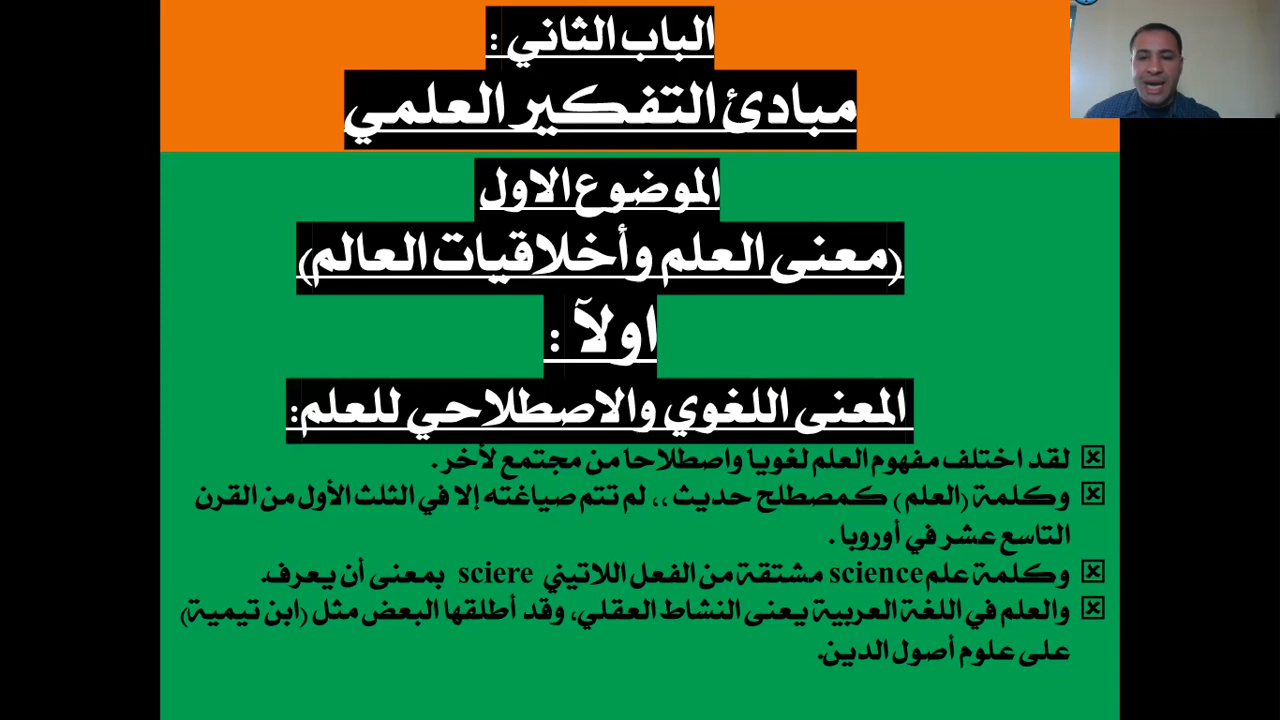 الباب الثاني :
مبادئ التفكير العلمي
الموضوع الاول
(معنى العلم وأخلاقيات العالم)
اولآ :
المعنى اللغوي والاصطلاحي للعلم:
لقد اختلف مفهوم العلم لغويا واصطلاحا من مجتمع لأخر .
وكلمة (العلم) كمصطلح حديث ،، لم تتم صياغته إلا في الثلث الأول من القرن
التاسع عشر في أوروبا .
وكلمة علم science مشتقة من الفعل اللاتيني sciere بمعنى أن يعرف.
والعلم في اللغة العربية يعنى النشاط العقلي، وقد أطلقها البعض مثل (ابن تيمية)
على علوم أصول الدين.